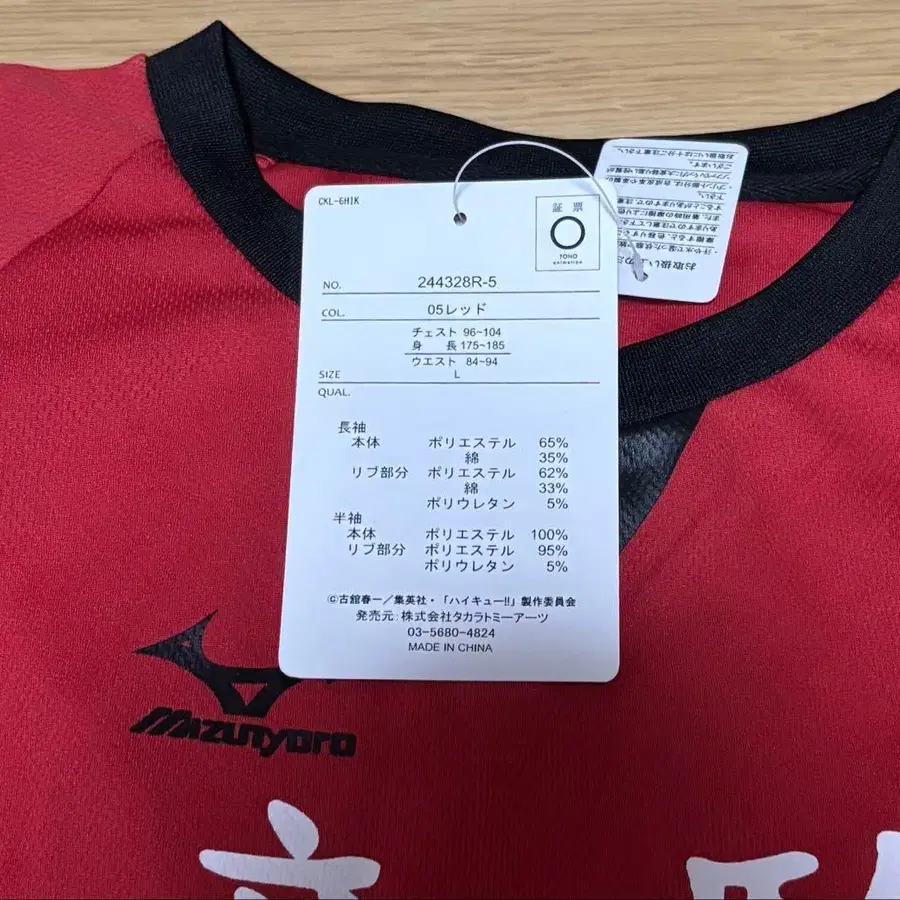 CKL-6H1K
証 票
TOHO
animation
NO. 244328R-5
COL. 05レッド
チェスト 96~104
身 長 175~185
ウエスト 84~94
SIZE L
QUAL.
長袖
本体 ポリエステル 65%
綿 35%
リブ部分 ポリエステル 62%
綿 33%
ポリウレタン 5%
半袖
本体 ポリエステル 100%
リブ部分 ポリエステル 95%
ポリウレタン 5%
©古舘春一/集英社・「ハイキュー!!」製作委員会
発売元:株式会社タカラトミーアーツ
03-5680-4824
MADE IN CHINA
Mizunyoro